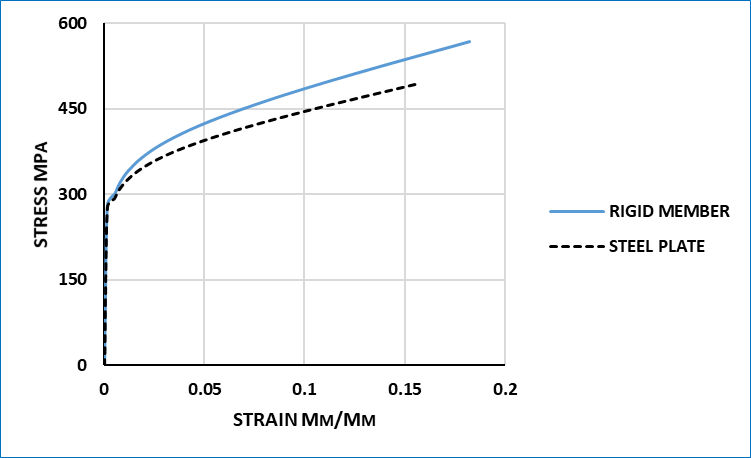 600
450
300
150
0
STRESS MPA
0
0.05
0.1
0.15
0.2
STRAIN MM/MM
RIGID MEMBER
STEEL PLATE